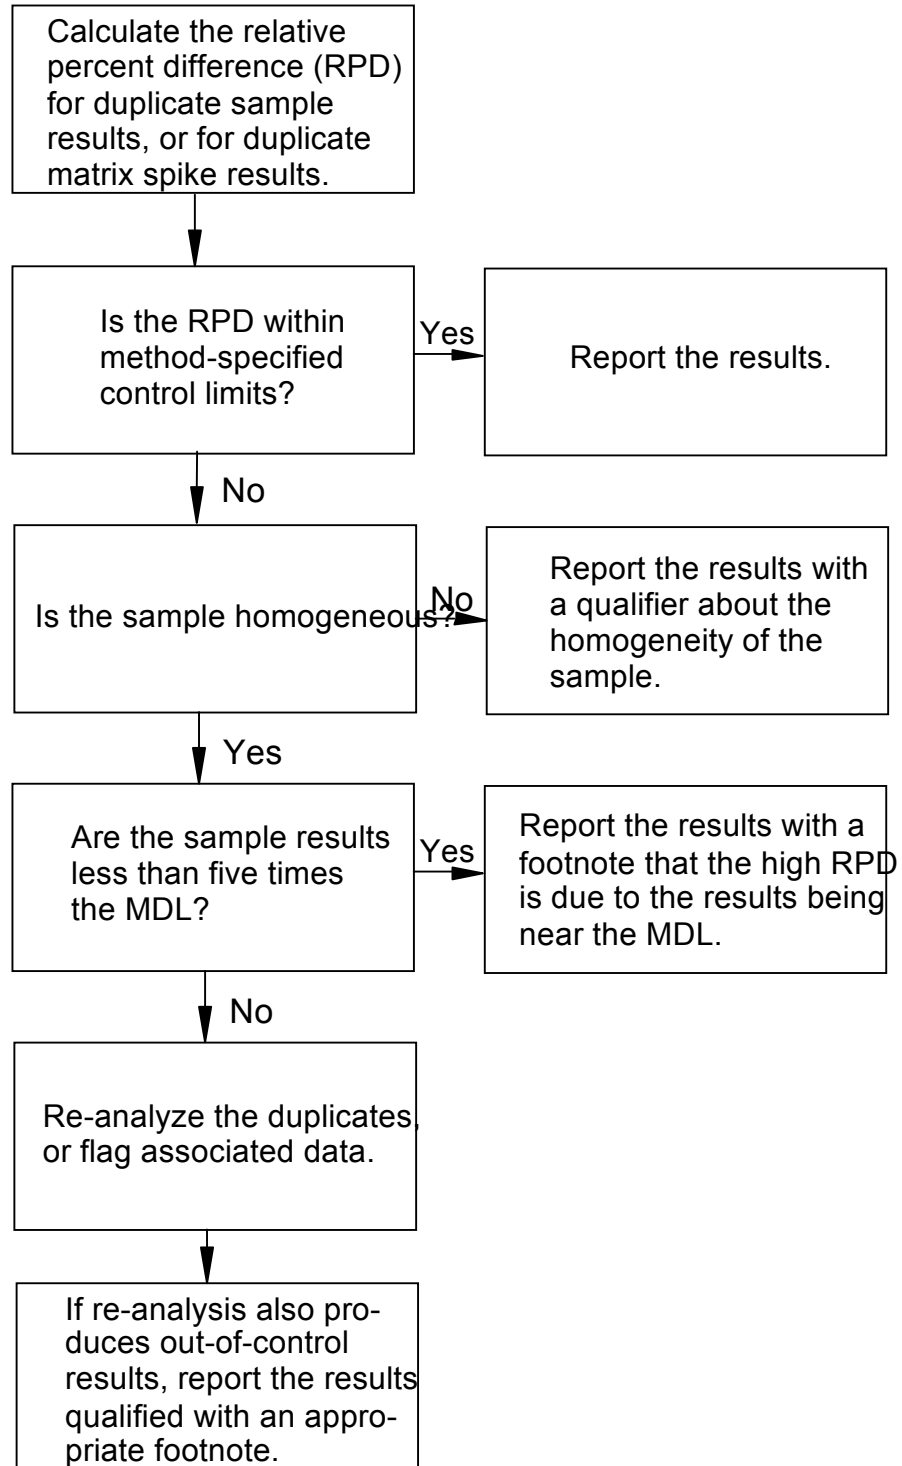 Calculate the relative
percent difference (RPD)
for duplicate sample
results, or for duplicate
matrix spike results.
Is the RPD within
method-specified
control limits?
Yes
Report the results.
No
Is the sample homogeneous?
No
Report the results with
a qualifier about the
homogeneity of the
sample.
Yes
Are the sample results
less than five times
the MDL?
Yes
Report the results with a
footnote that the high RPD
is due to the results being
near the MDL.
No
Re-analyze the duplicates,
or flag associated data.
If re-analysis also pro-
duces out-of-control
results, report the results
qualified with an appro-
priate footnote.